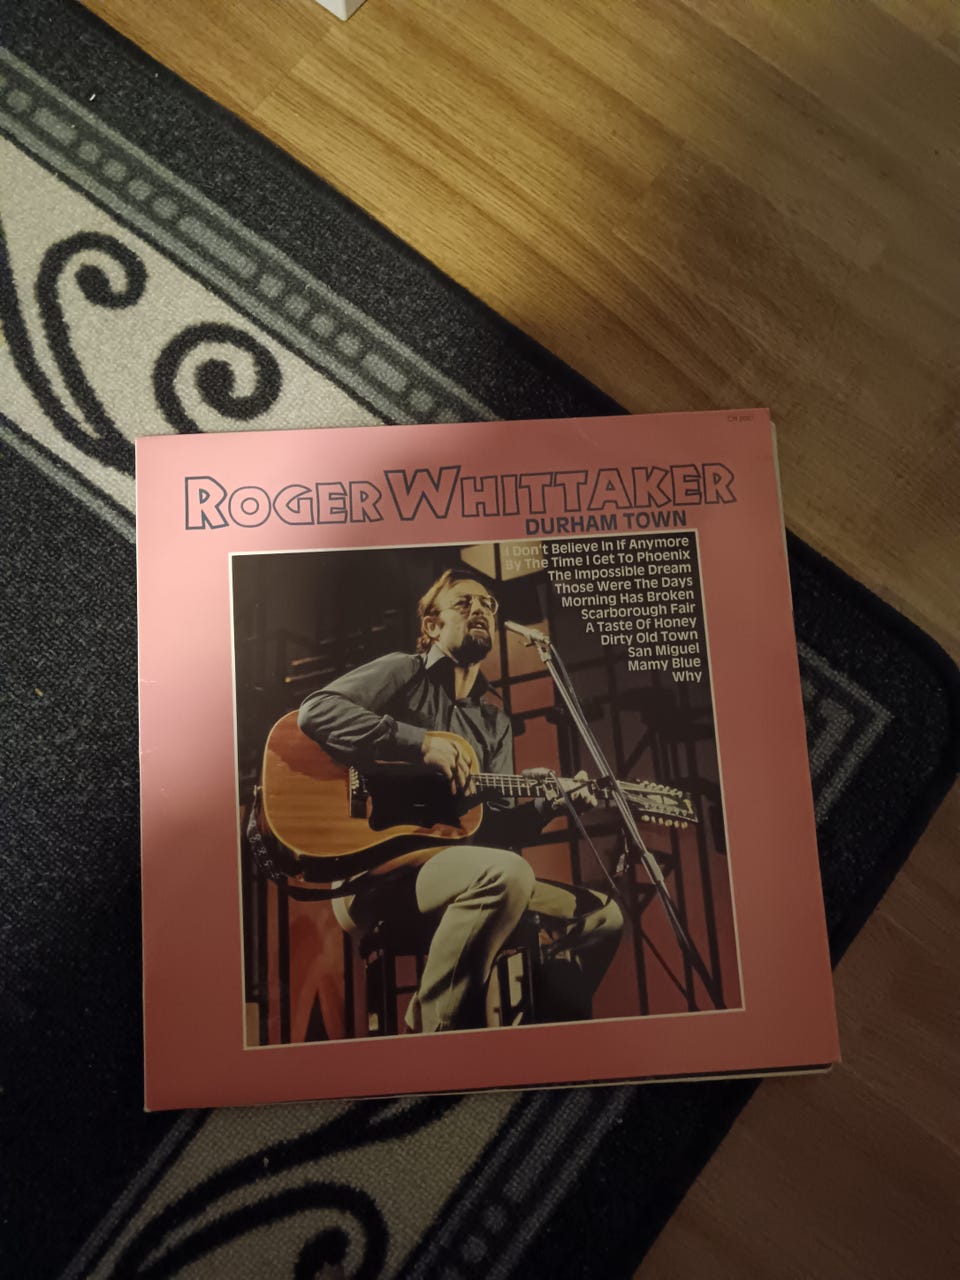 ROGER WHITTAKER
DURHAM TOWN
I Don't Believe In If Anymore
By The Time I Get To Phoenix
The Impossible Dream
Those Were The Days
Morning Has Broken
Scarborough Fair
A Taste Of Honey
Dirty Old Town
San Miguel
Mamy Blue
Why